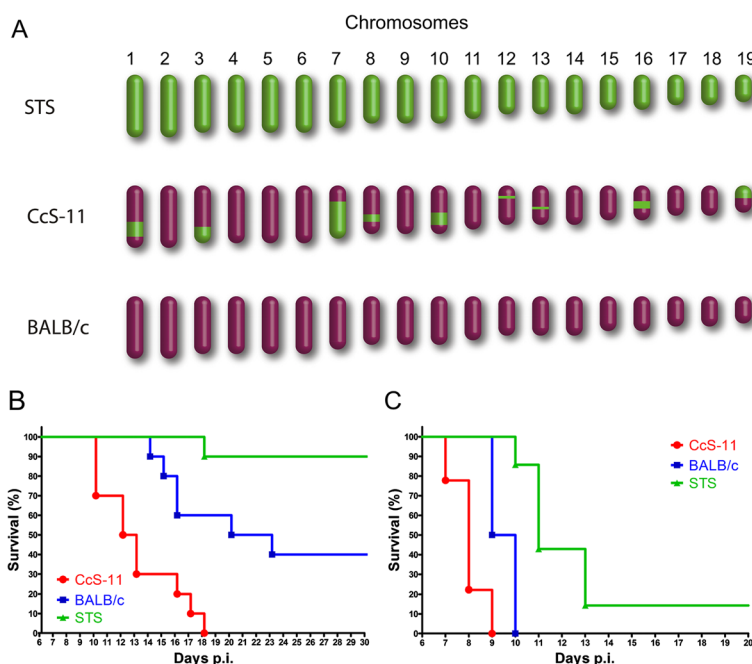 A
Chromosomes
1 2 3 4 5 6 7 8 9 10 11 12 13 14 15 16 17 18 19
STS
CcS-11
BALB/c
B
100
90
80
70
60
50
40
30
20
10
0
Survival (%)
CcS-11
BALB/c
STS
6 7 8 9 10 11 12 13 14 15 16 17 18 19 20 21 22 23 24 25 26 27 28 29 30
Days p.i.
C
100
90
80
70
60
50
40
30
20
10
0
Survival (%)
CcS-11
BALB/c
STS
6 7 8 9 10 11 12 13 14 15 16 17 18 19 20
Days p.i.